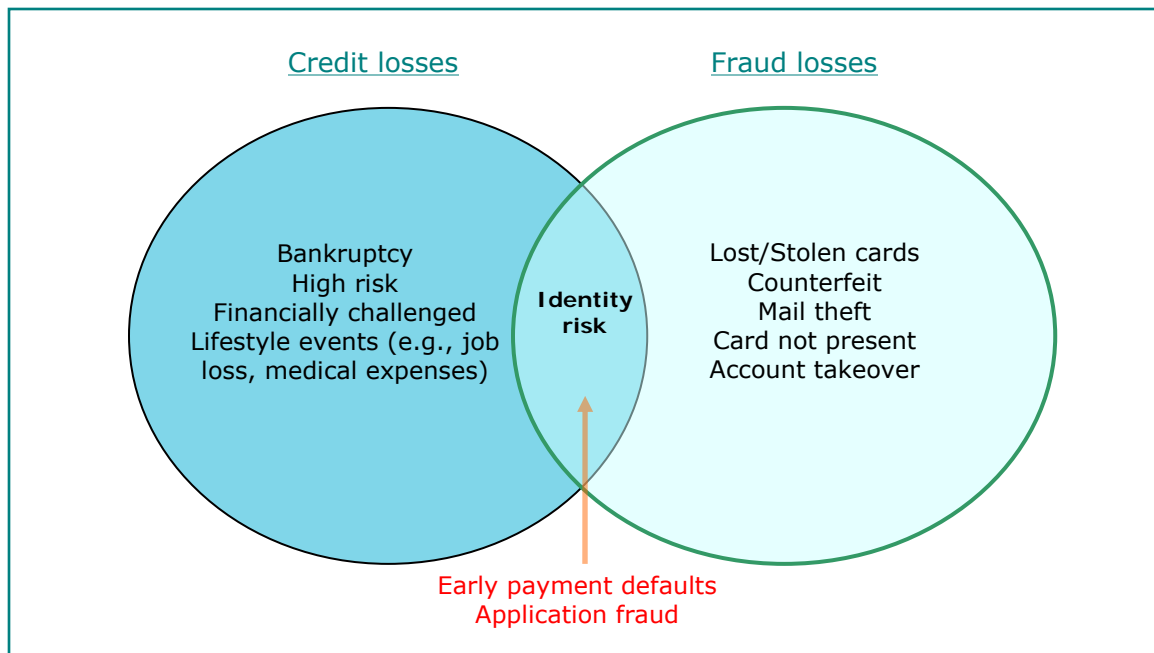 Credit losses
Fraud losses
Bankruptcy
High risk
Financially challenged
Lifestyle events (e.g., job
loss, medical expenses)
Identity
risk
Lost/Stolen cards
Counterfeit
Mail theft
Card not present
Account takeover
Early payment defaults
Application fraud